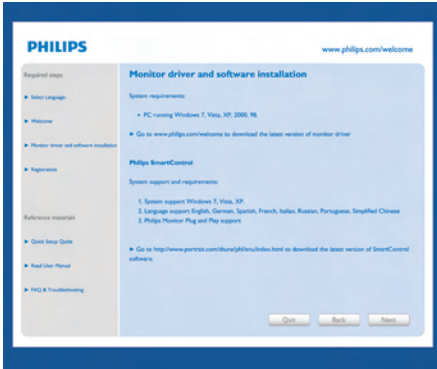 PHILIPS
www.philips.com/welcome
Required steps
Select Language
Welcome
Monitor driver and software installation
Registration
Reference materials
Quick Setup Guide
Read User Manual
FAQ & Troubleshooting
Monitor driver and software installation
System requirements:
• PC running Windows 7, Vista, XP, 2000, 98.
Go to www.philips.com/welcome to download the latest version of monitor driver
Philips SmartControl
System support and requirements:
1. System support Windows 7, Vista, XP.
2. Language support English, German, Spanish, French, Italian, Russian, Portuguese, Simplified Chinese
3. Philips Monitor Plug and Play support
Go to http://www.portrait.com/dtune/phl/enu/index.html to download the latest version of SmartControl
software.
Quit
Back
Next